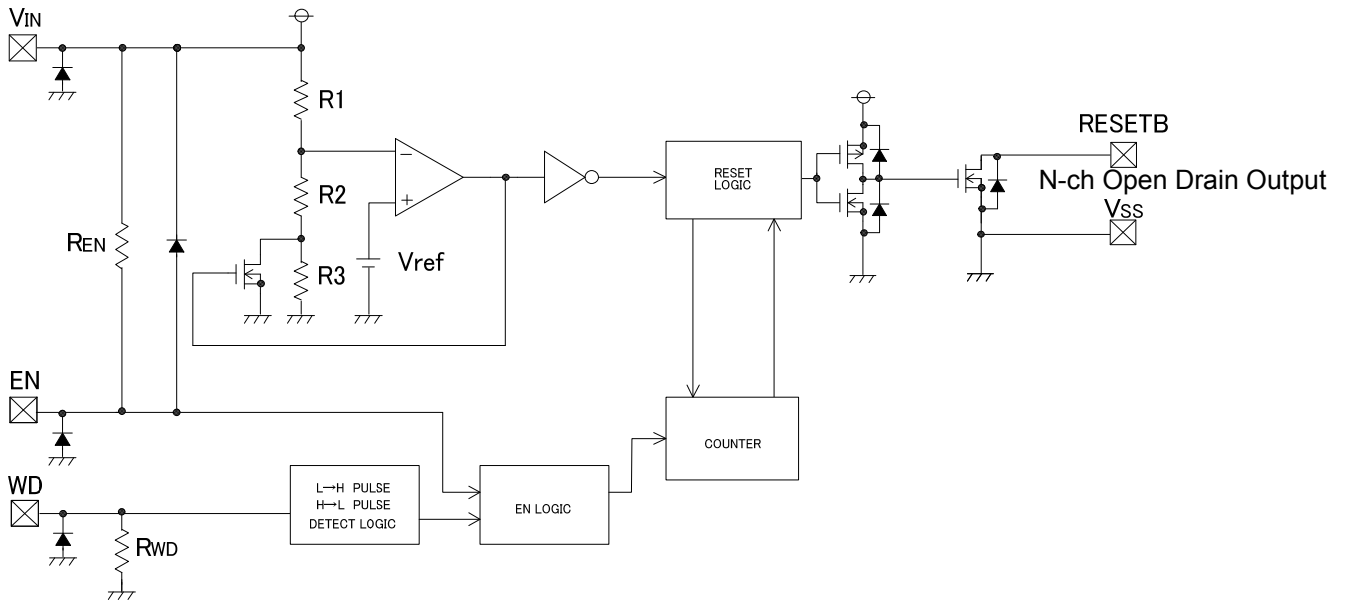 VIN
R1
RESETB
RESET
LOGIC
N-ch Open Drain Output
R2
VSS
REN
Vref
R3
EN
COUNTER
WD
L→H PULSE
H→L PULSE
DETECT LOGIC
EN LOGIC
RWD